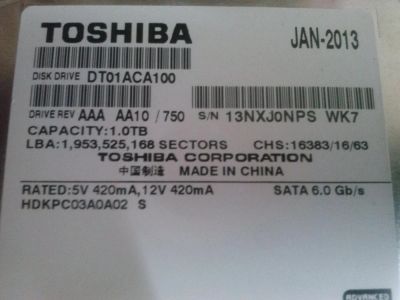 TOSHIBA JAN-2013
DISK DRIVE DT01ACA100
DRIVE REV AAA AA10 / 750 S/N 13NXJ0NPS WK7
CAPACITY:1.0TB
LBA:1,953,525,168 SECTORS CHS:16383/16/63
TOSHIBA CORPORATION
中国制造 MADE IN CHINA
RATED:5V 420mA,12V 420mA SATA 6.0 Gb/s
HDKPC03A0A02 S
ADVANCED